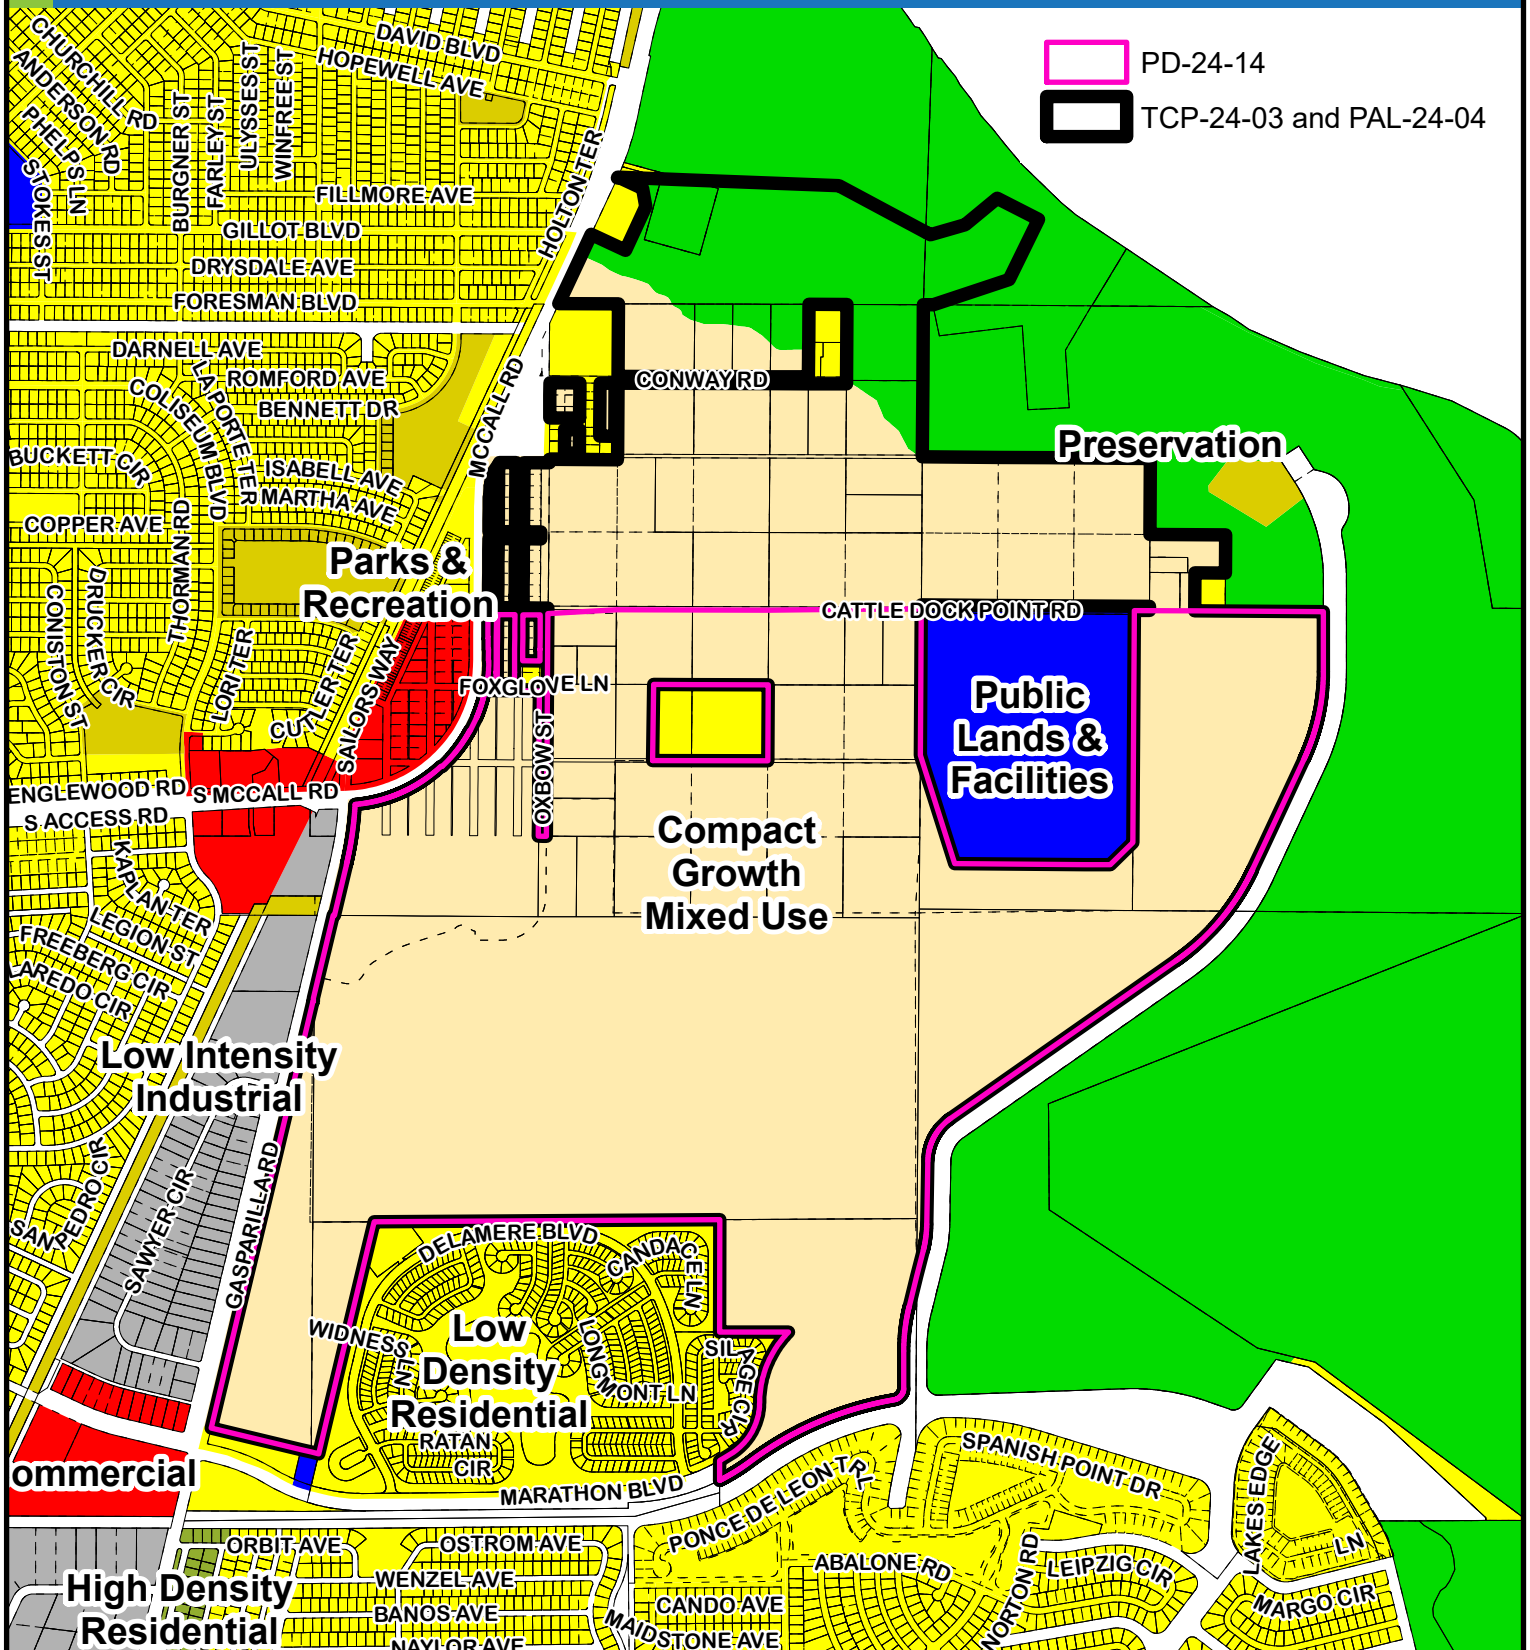 PD-24-14
TCP-24-03 and PAL-24-04
CHURCHILL RD
ANDERSON RD
PHELPS LN
STOKES ST
BURGNER ST
FARLEY ST
ULYSSES ST
WINFREE ST
DAVID BLVD
HOPEWELL AVE
HOLTON TER
FILLMORE AVE
GILLOT BLVD
DRYSDALE AVE
FORESMAN BLVD
DARNELL AVE
ROMFORD AVE
BENNETT DR
LA PORTE TER
COLISEUM BLVD
MCCALL RD
CONWAY RD
Preservation
BUCKETT CIR
ISABELL AVE
MARTHA AVE
COPPER AVE
THORMAN RD
DRUCKER CIR
CONISTON ST
Parks &
Recreation
CATTLE DOCK POINT RD
LORI TER
CUTLER TER
SAILORS WAY
FOXGLOVE LN
OXBOW ST
Public
Lands &
Facilities
ENGLEWOOD RD
S MCCALL RD
S ACCESS RD
KAPLAN TER
LEGION ST
FREEBERG CIR
LAREDO CIR
Compact
Growth
Mixed Use
Low Intensity
Industrial
SAN PEDRO CIR
SAWYER CIR
GASPARILLA RD
DELAMERE BLVD
CANDACE LN
WIDNESS LN
Low
Density
Residential
LONGMONT LN
SILAGE CIR
RATAN
CIR
ommercial
MARATHON BLVD
PONCE DE LEON TRL
SPANISH POINT DR
LAKES EDGE
LN
ORBIT AVE
OSTROM AVE
WENZEL AVE
BANOS AVE
NAYLOR AVE
High Density
Residential
MAIDSTONE AVE
CANDO AVE
ABALONE RD
NORTON RD
LEIPZIG CIR
MARGO CIR